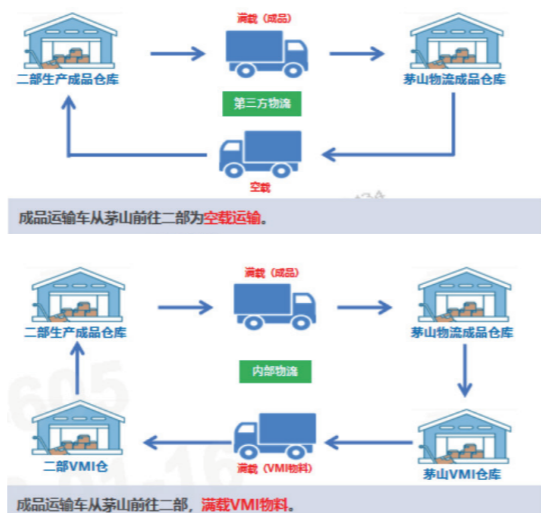 满载（成品）
二部生产成品仓库
茅山物流成品仓库
第三方物流
空载
成品运输车从茅山前往二部为空载运输。
满载（成品）
二部生产成品仓库
茅山物流成品仓库
内部物流
二部VMI仓
满载（VMI物料）
茅山VMI仓库
成品运输车从茅山前往二部，满载VMI物料。